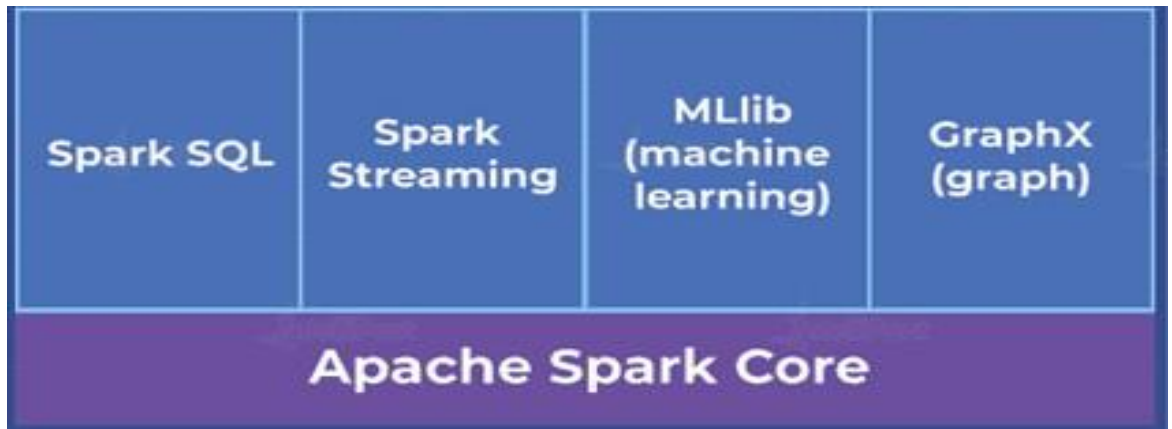 Spark SQL
Spark
Streaming
MLlib
(machine
learning)
GraphX
(graph)
Apache Spark Core